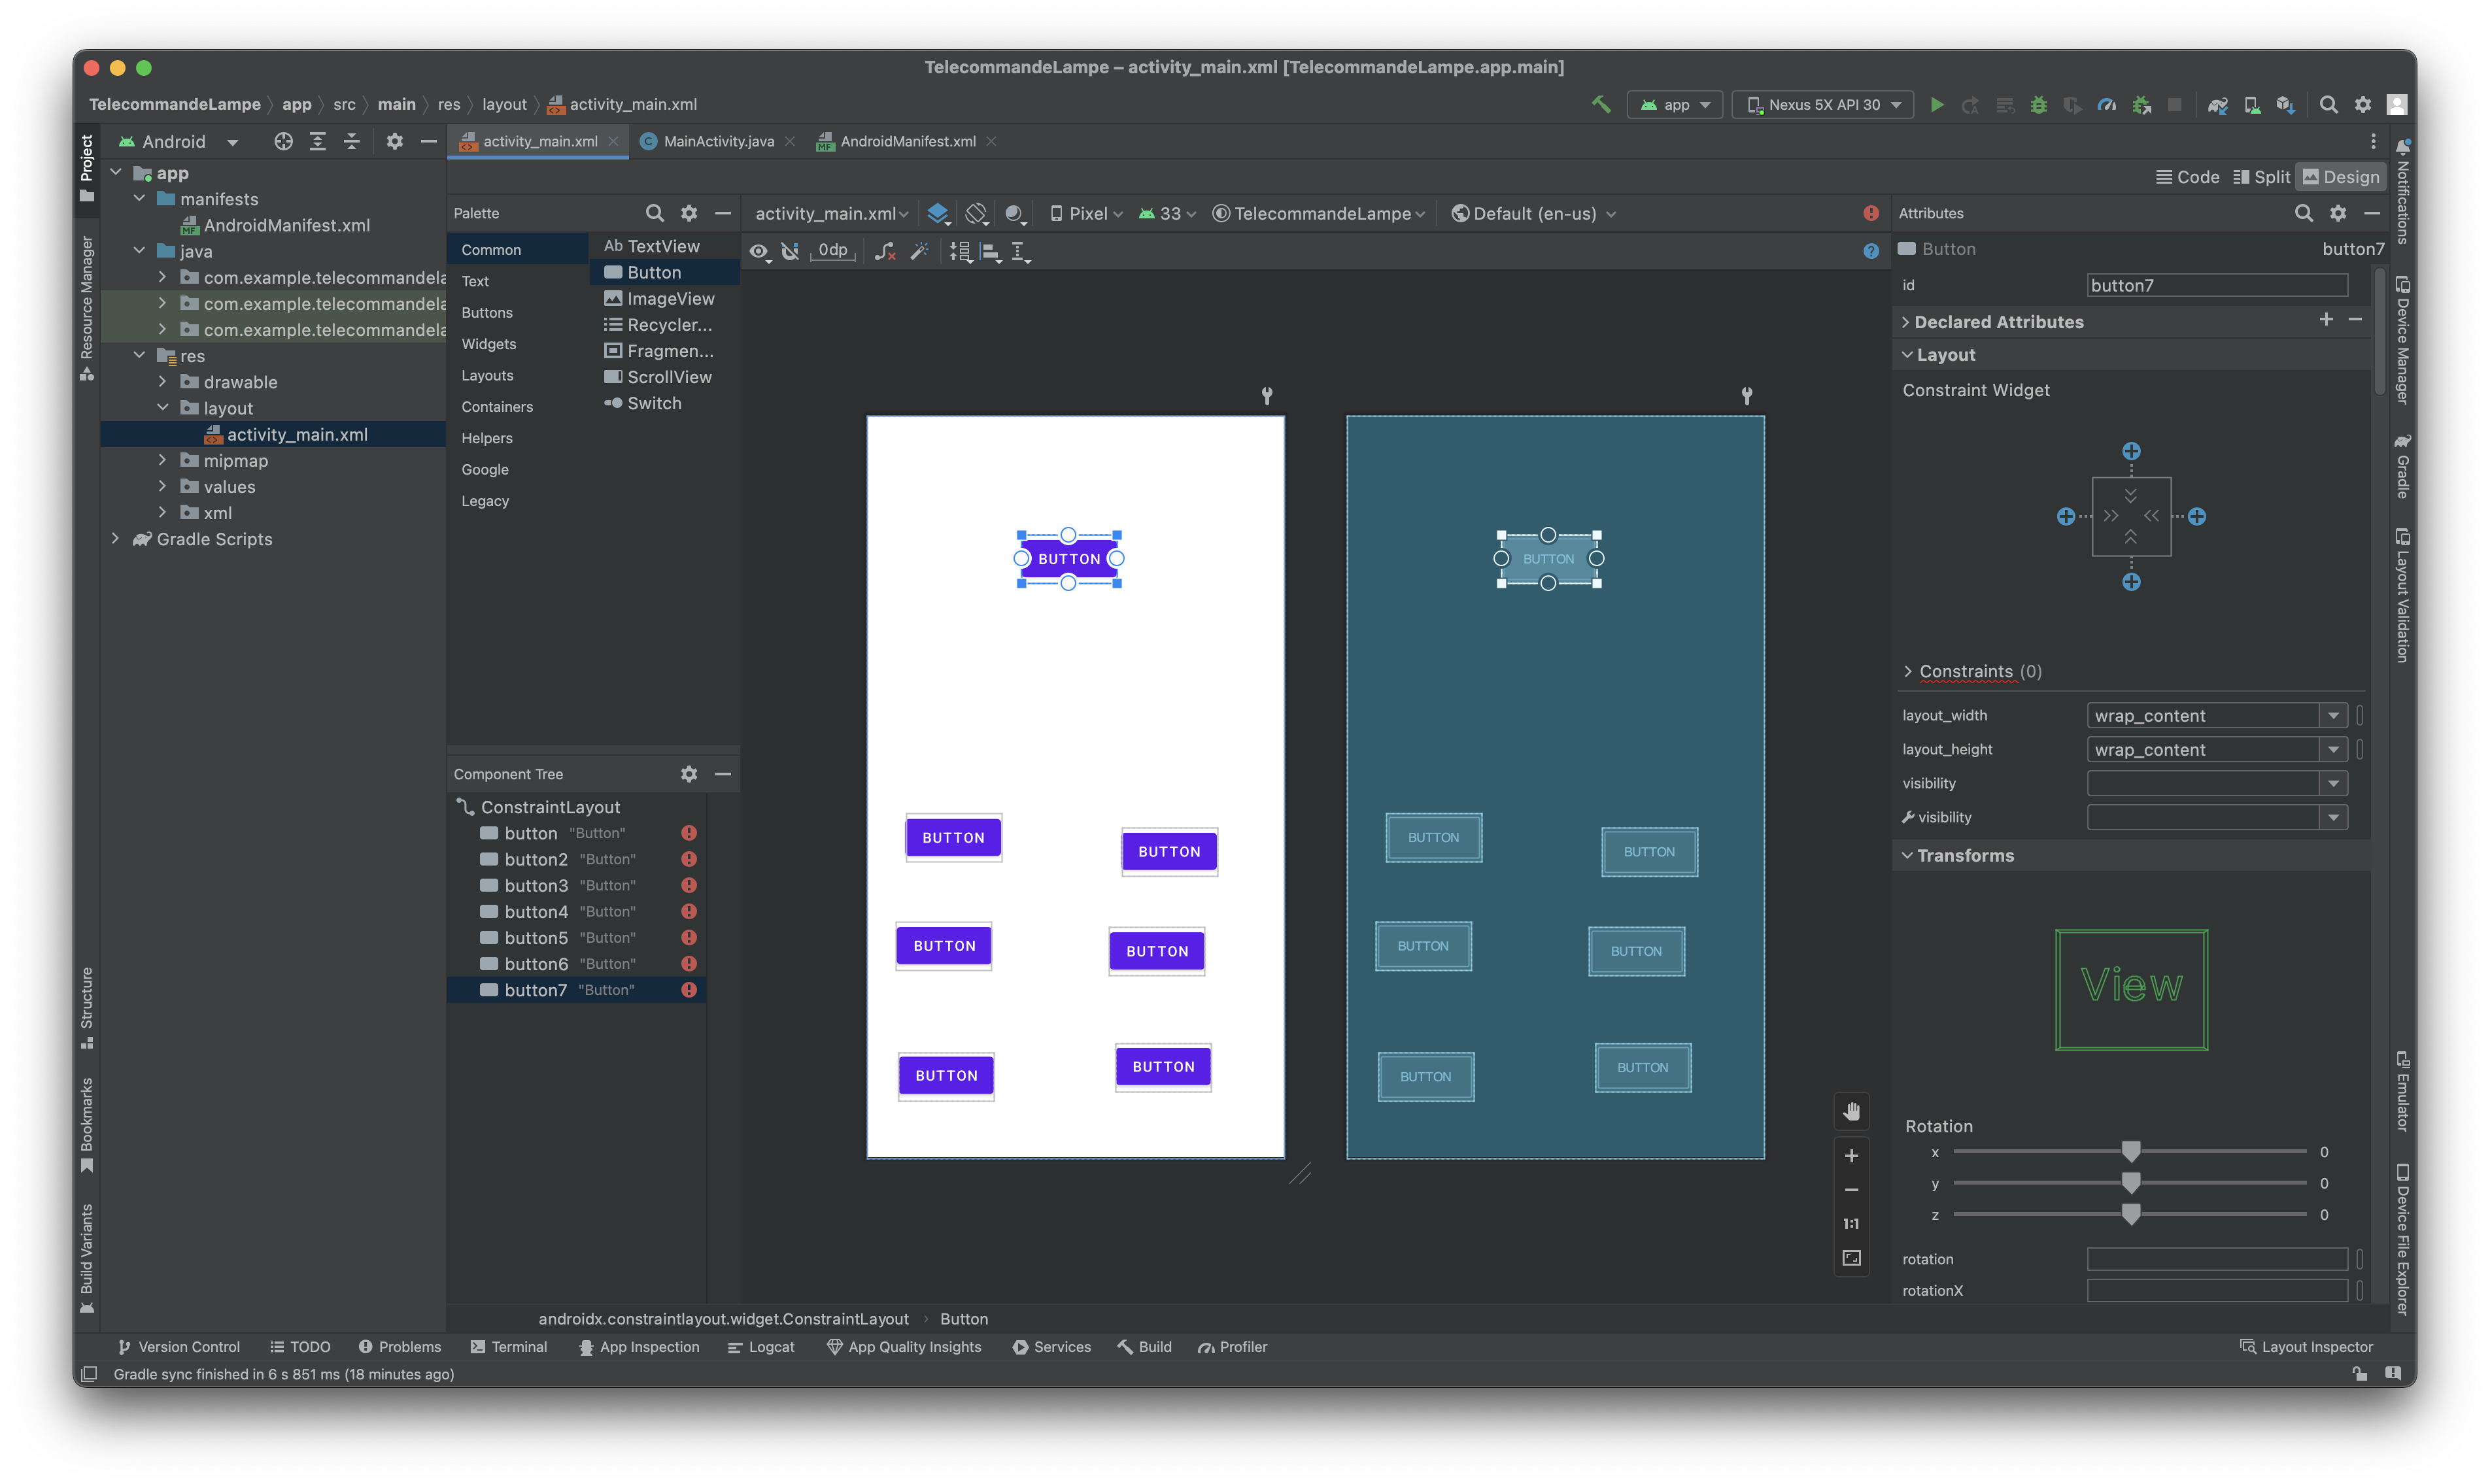 TelecommandeLampe – activity_main.xml [TelecommandeLampe.app.main]
TelecommandeLampe app src main res layout activity_main.xml
app
Nexus 5X API 30
Project
Resource Manager
Structure
Bookmarks
Build Variants
Android
app
manifests
AndroidManifest.xml
java
com.example.telecommandela
com.example.telecommandela
com.example.telecommandela
res
drawable
layout
activity_main.xml
mipmap
values
xml
Gradle Scripts
activity_main.xml
MainActivity.java
AndroidManifest.xml
Code
Split
Design
Palette
Common
Text
Buttons
Widgets
Layouts
Containers
Helpers
Google
Legacy
Ab TextView
Button
ImageView
Recycler...
Fragmen...
ScrollView
Switch
activity_main.xml
Pixel
33
TelecommandeLampe
Default (en-us)
0dp
Component Tree
ConstraintLayout
button "Button"
button2 "Button"
button3 "Button"
button4 "Button"
button5 "Button"
button6 "Button"
button7 "Button"
BUTTON
BUTTON
BUTTON
BUTTON
BUTTON
BUTTON
BUTTON
BUTTON
BUTTON
BUTTON
BUTTON
BUTTON
BUTTON
BUTTON
1:1
androidx.constraintlayout.widget.ConstraintLayout
Button
Attributes
Button
button7
id
button7
Declared Attributes
Layout
Constraint Widget
Constraints (0)
layout_width
wrap_content
layout_height
wrap_content
visibility
visibility
Transforms
View
Rotation
x 0
y 0
z 0
rotation
rotationX
Notifications
Device Manager
Gradle
Layout Validation
Emulator
Device File Explorer
Version Control
TODO
Problems
Terminal
App Inspection
Logcat
App Quality Insights
Services
Build
Profiler
Layout Inspector
Gradle sync finished in 6 s 851 ms (18 minutes ago)